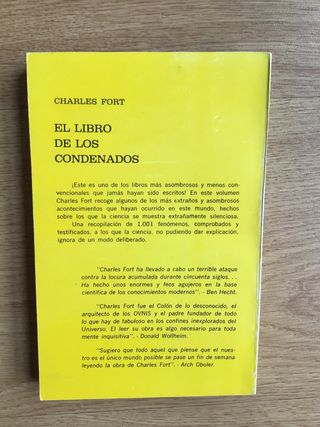 CHARLES FORT
EL LIBRO
DE LOS
CONDENADOS
¡Este es uno de los libros más asombrosos y menos con-
vencionales que jamás hayan sido escritos! En este volumen
Charles Fort recoge algunos de los más extraños y asombrosos
acontecimientos que hayan ocurrido en este mundo, hechos
sobre los que la ciencia se muestra extrañamente silenciosa.
Una recopilación de 1.001 fenómenos, comprobados y
testificados, a los que la ciencia, no pudiendo dar explicación,
ignora de un modo deliberado.
"Charles Fort ha llevado a cabo un terrible ataque
contra la locura acumulada durante cincuenta siglos. . .
Ha hecho unos enormes y feos agujeros en la base
científica de los conocimientos modernos". - Ben Hecht.
"Charles Fort fue el Colón de lo desconocido, el
arquitecto de los OVNIS y el padre fundador de todo
lo que hay de fabuloso en los confines inexplorados del
Universo, El leer su obra es algo necesario para toda
mente inquisitiva". - Donald Wollheim.
"Sugiero que todo aquel que piense que el nues-
tro es el único mundo posible se pase un fin de semana
leyendo la obra de Charles Fort". - Arch Oboler.